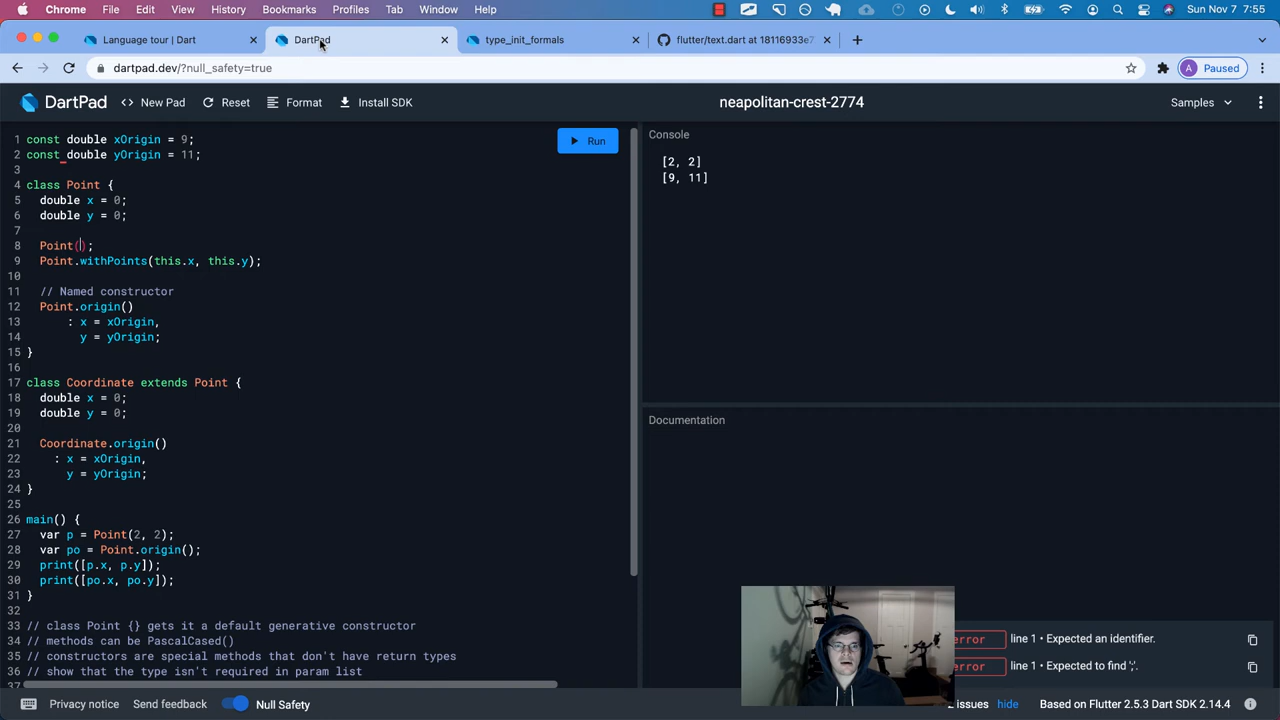 Chrome File Edit View History Bookmarks Profiles Tab Window Help Sun Nov 7 7:55
Language tour | Dart DartPad type_init_formals flutter/text.dart at 18116933e7
dartpad.dev/?null_safety=true A Paused
DartPad New Pad Reset Format Install SDK neapolitan-crest-2774 Samples
Run
Console
[2, 2]
[9, 11]
Documentation
1 const double xOrigin = 9;
2 const double yOrigin = 11;
3
4 class Point {
5 double x = 0;
6 double y = 0;
7
8 Point();
9 Point.withPoints(this.x, this.y);
10
11 // Named constructor
12 Point.origin()
13 : x = xOrigin,
14 y = yOrigin;
15 }
16
17 class Coordinate extends Point {
18 double x = 0;
19 double y = 0;
20
21 Coordinate.origin()
22 : x = xOrigin,
23 y = yOrigin;
24 }
25
26 main() {
27 var p = Point(2, 2);
28 var po = Point.origin();
29 print([p.x, p.y]);
30 print([po.x, po.y]);
31 }
32
33 // class Point {} gets it a default generative constructor
34 // methods can be PascalCased()
35 // constructors are special methods that don't have return types
36 // show that the type isn't required in param list
37
error line 1 • Expected an identifier.
error line 1 • Expected to find ';'.
Privacy notice Send feedback Null Safety issues hide Based on Flutter 2.5.3 Dart SDK 2.14.4